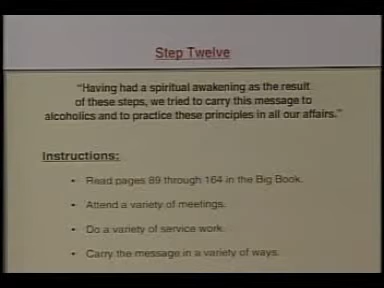 Step Twelve
"Having had a spiritual awakening as the result
of these steps, we tried to carry this message to
alcoholics and to practice these principles in all our affairs."
Instructions:
• Read pages 89 through 164 in the Big Book.
• Attend a variety of meetings.
• Do a variety of service work.
• Carry the message in a variety of ways.